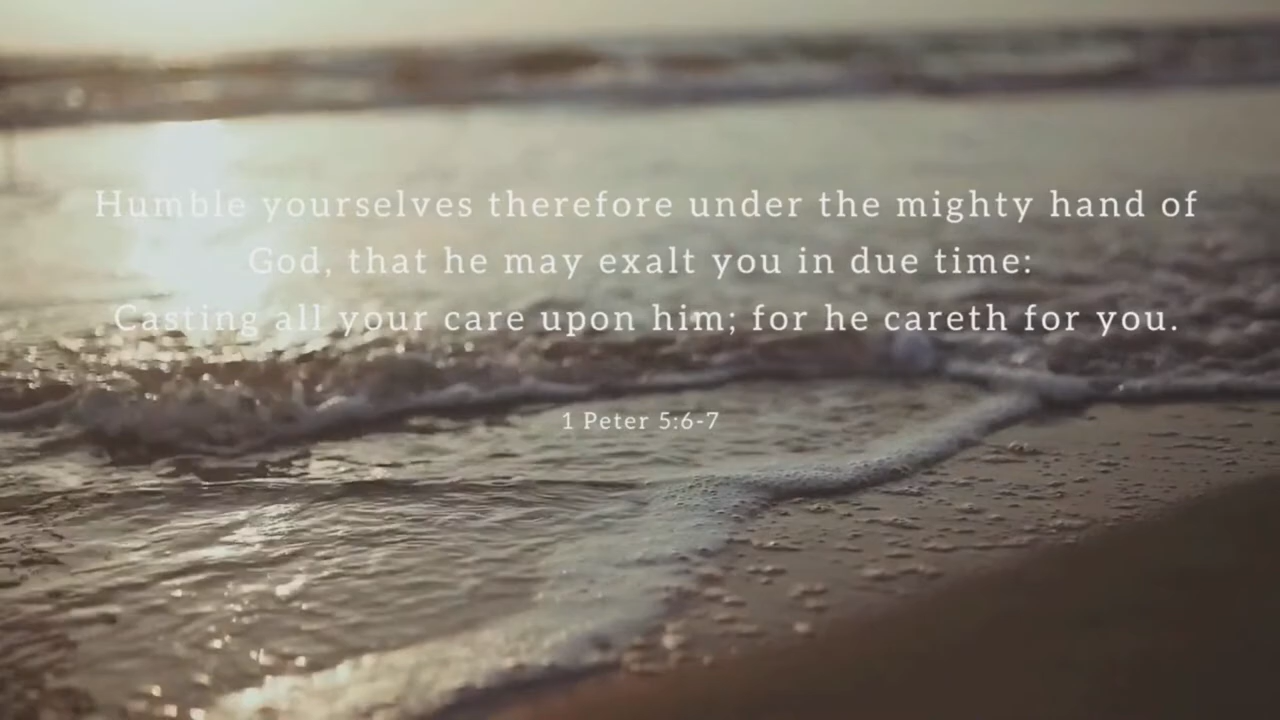 Humble yourselves therefore under the mighty hand of
God, that he may exalt you in due time:
Casting all your care upon him; for he careth for you.
1 Peter 5:6-7